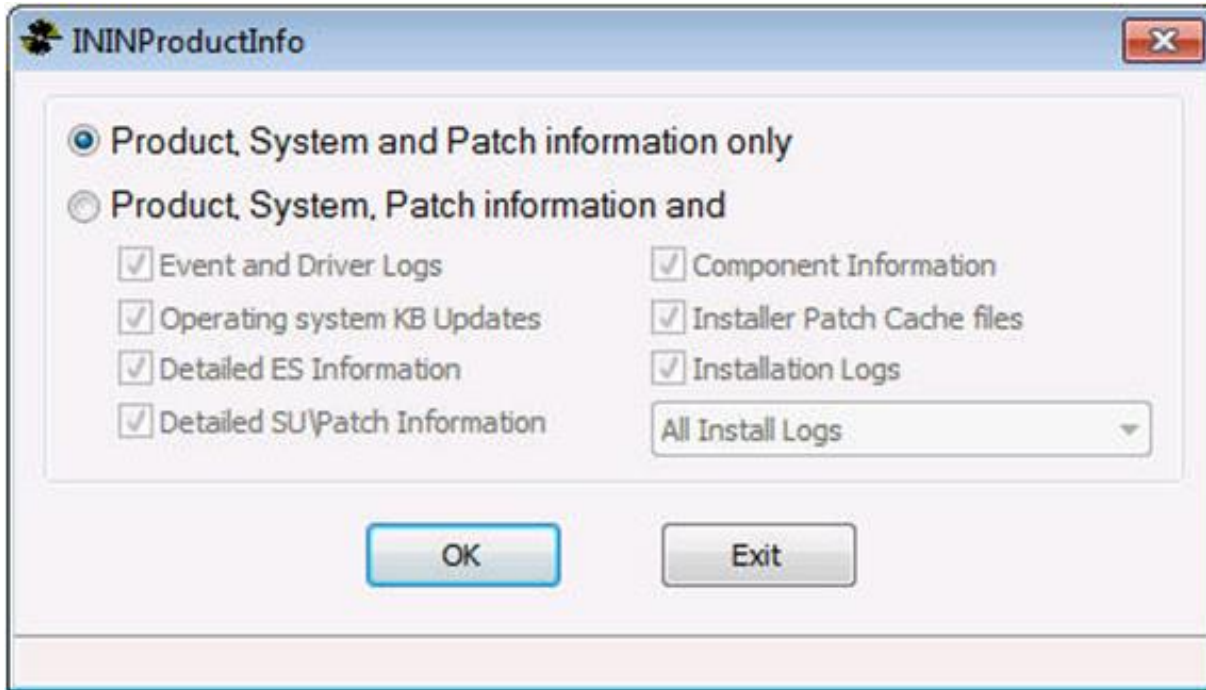 ININProductInfo
Product, System and Patch information only
Product, System, Patch information and
Event and Driver Logs
Component Information
Operating system KB Updates
Installer Patch Cache files
Detailed ES Information
Installation Logs
Detailed SU\Patch Information
All Install Logs
OK
Exit